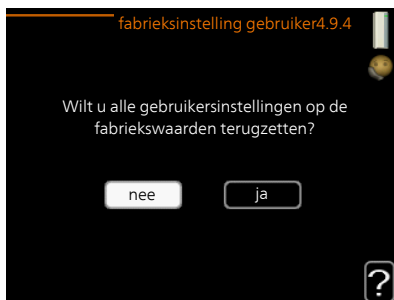 fabrieksinstelling gebruiker4.9.4
Wilt u alle gebruikersinstellingen op de
fabriekswaarden terugzetten?
nee
ja
?